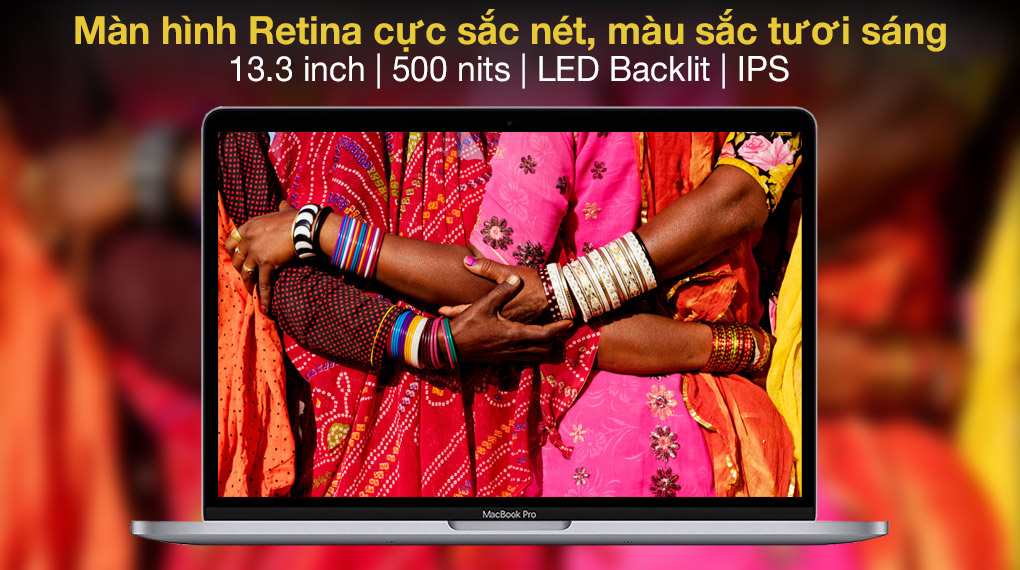 Màn hình Retina cực sắc nét, màu sắc tươi sáng
13.3 inch | 500 nits | LED Backlit | IPS
MacBook Pro